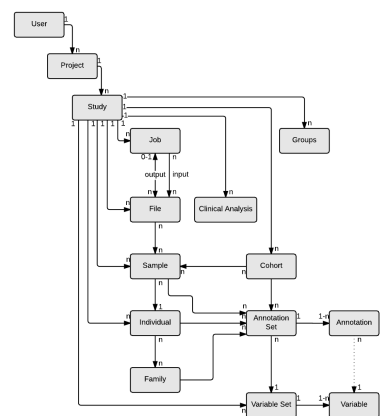 User
1
n
Project
1
n
Study
1
1
1
1 1 1 1 1 1
n
Groups
n
Job
0-1 n
output input
n n
n
File
n
n
Clinical Analysis
n
n
Sample
n
n
Cohort
n
n
n
1
n
Individual
n
n
n
n
n
Annotation
Set
1
1-n
Annotation
n
n
n
Family
1
1
n
Variable Set
1
1-n
Variable